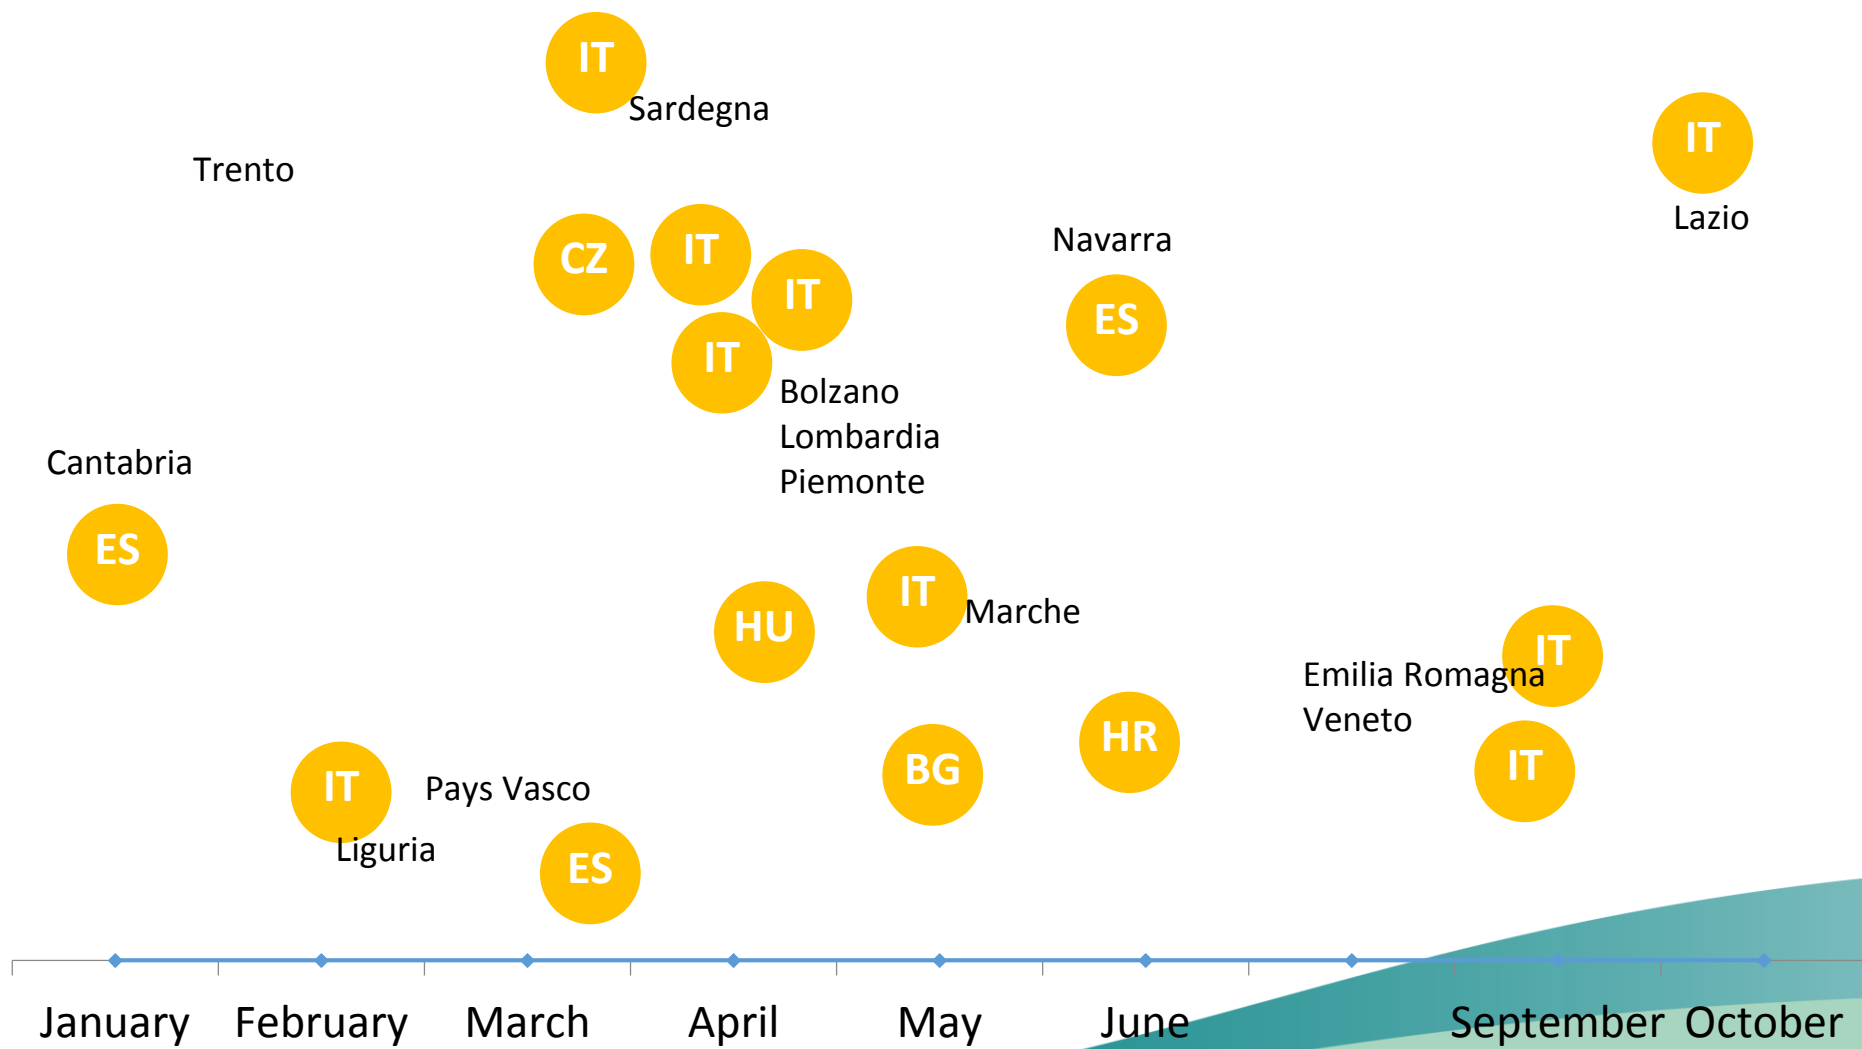 IT
Sardegna
IT
Trento
Lazio
Navarra
CZ
IT
IT
ES
IT
Bolzano
Lombardia
Piemonte
Cantabria
ES
IT
Marche
HU
IT
Emilia Romagna
Veneto
HR
BG
IT
IT
Pays Vasco
Liguria
ES
January February March April May June September October